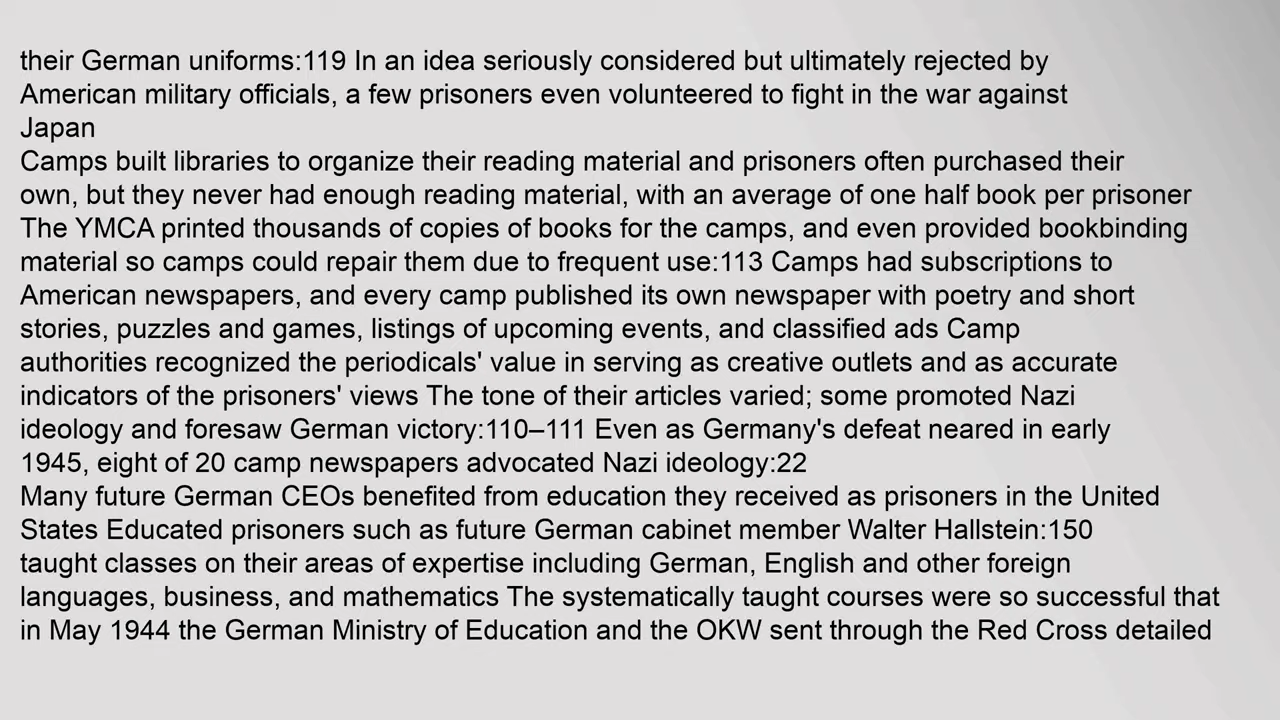 their German uniforms:119 In an idea seriously considered but ultimately rejected by
American military officials, a few prisoners even volunteered to fight in the war against
Japan
Camps built libraries to organize their reading material and prisoners often purchased their
own, but they never had enough reading material, with an average of one half book per prisoner
The YMCA printed thousands of copies of books for the camps, and even provided bookbinding
material so camps could repair them due to frequent use:113 Camps had subscriptions to
American newspapers, and every camp published its own newspaper with poetry and short
stories, puzzles and games, listings of upcoming events, and classified ads Camp
authorities recognized the periodicals' value in serving as creative outlets and as accurate
indicators of the prisoners' views The tone of their articles varied; some promoted Nazi
ideology and foresaw German victory:110–111 Even as Germany's defeat neared in early
1945, eight of 20 camp newspapers advocated Nazi ideology:22
Many future German CEOs benefited from education they received as prisoners in the United
States Educated prisoners such as future German cabinet member Walter Hallstein:150
taught classes on their areas of expertise including German, English and other foreign
languages, business, and mathematics The systematically taught courses were so successful that
in May 1944 the German Ministry of Education and the OKW sent through the Red Cross detailed